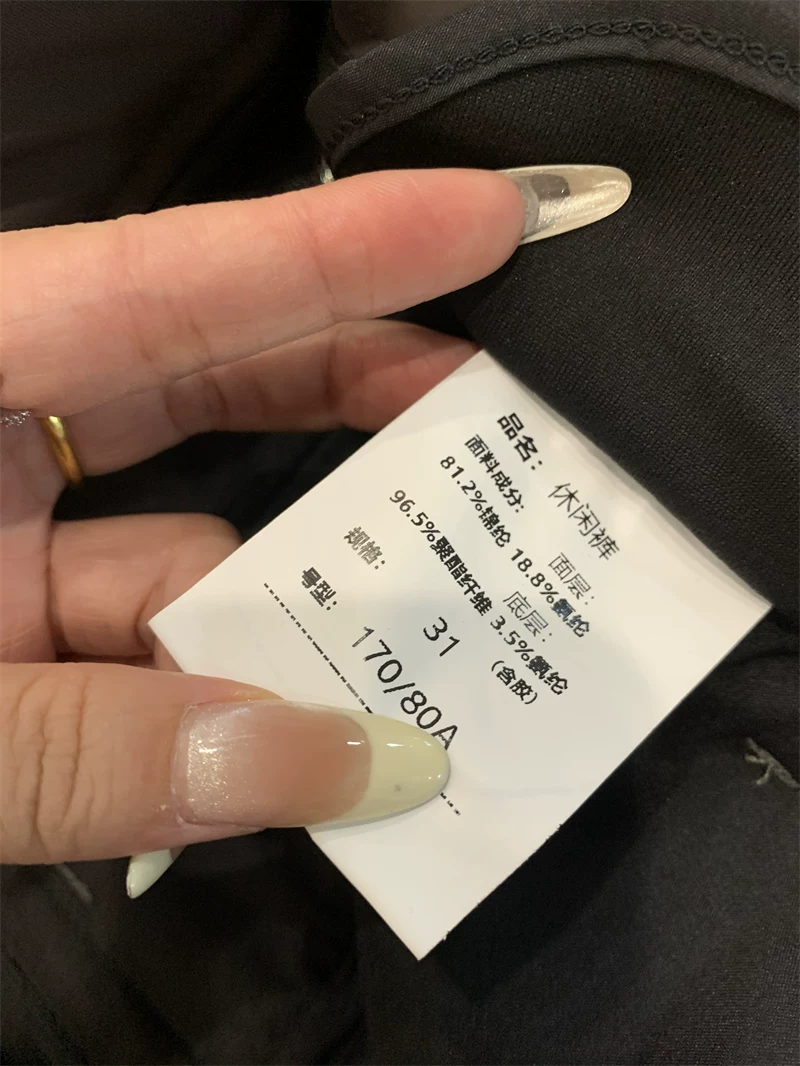 品名: 休闲裤
面料成分: 面层:
81.2%锦纶 18.8%氨纶
底层:
96.5%聚酯纤维 3.5%氨纶
(含胶)
规格: 31
号型: 170/80A